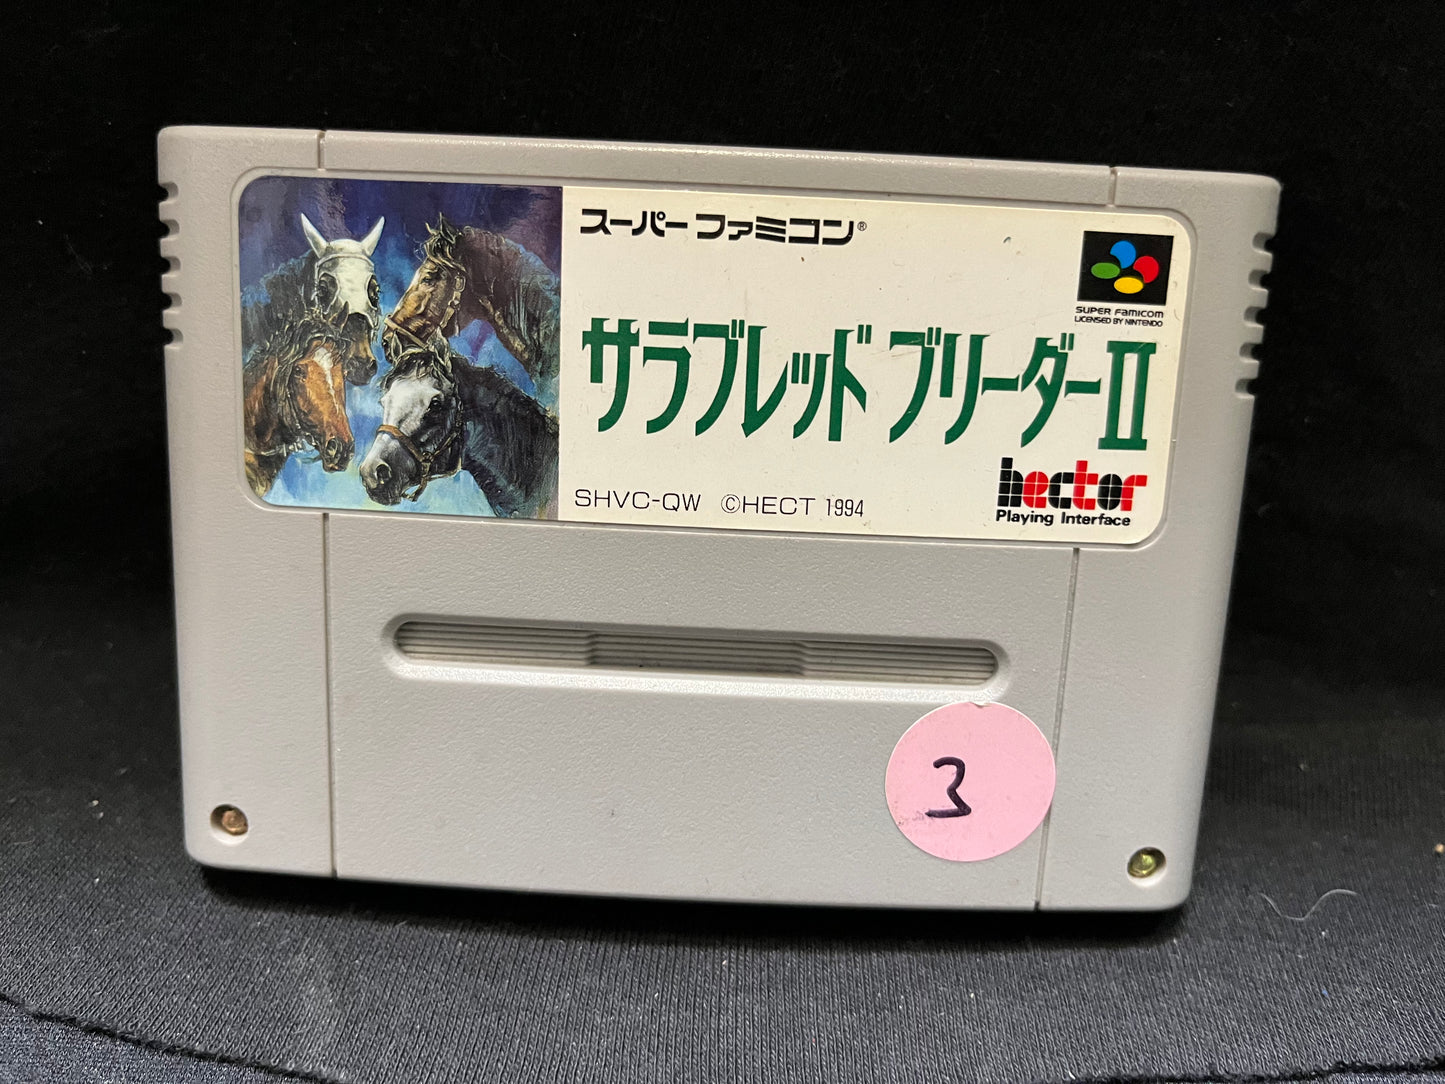 スーパーファミコン®
SUPER FAMICOM
LICENSED BY NINTENDO
サラブレッド ブリーダーII
hector
Playing Interface
SHVC-QW ©HECT 1994
3